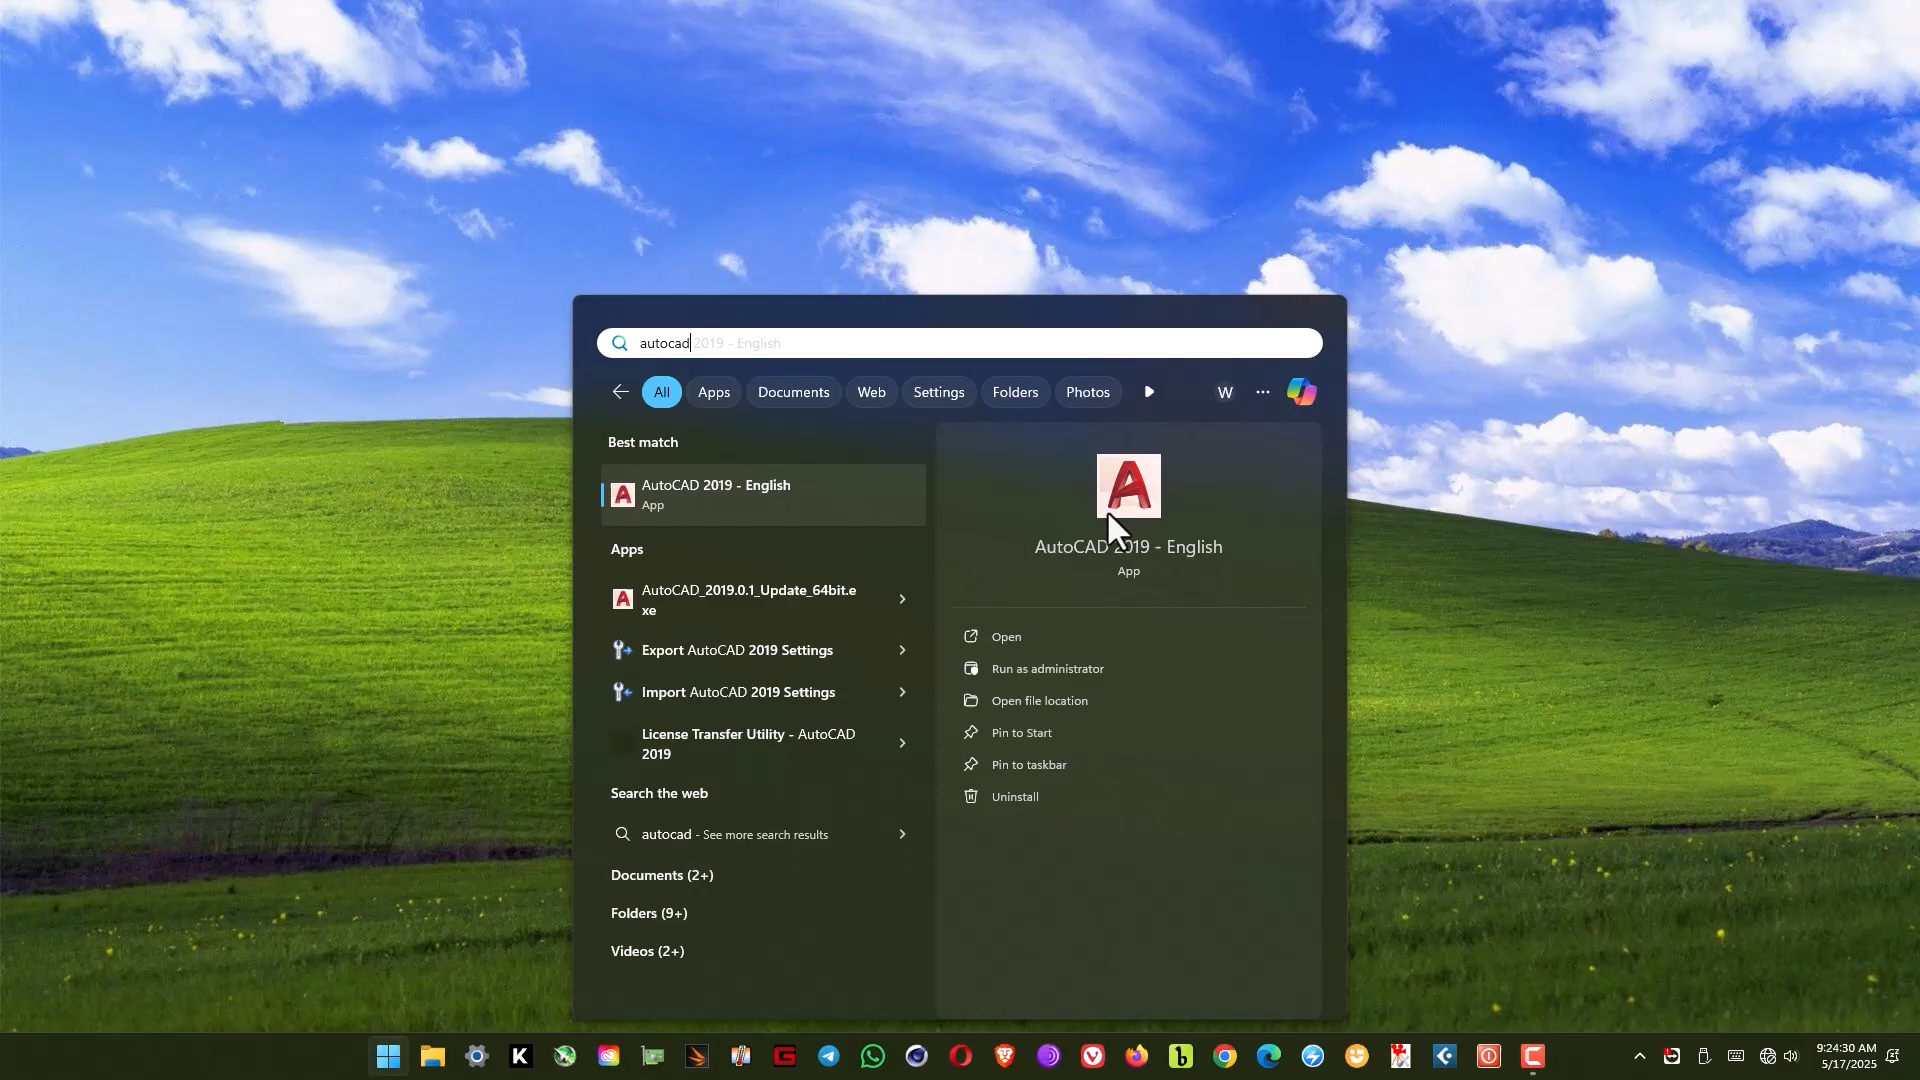 autocad 2019 - English
All Apps Documents Web Settings Folders Photos W
Best match
AutoCAD 2019 - English
App
Apps
AutoCAD_2019.0.1_Update_64bit.e
xe
Export AutoCAD 2019 Settings
Import AutoCAD 2019 Settings
License Transfer Utility - AutoCAD
2019
Search the web
autocad - See more search results
Documents (2+)
Folders (9+)
Videos (2+)
AutoCAD 2019 - English
App
Open
Run as administrator
Open file location
Pin to Start
Pin to taskbar
Uninstall
9:24:30 AM
5/17/2025